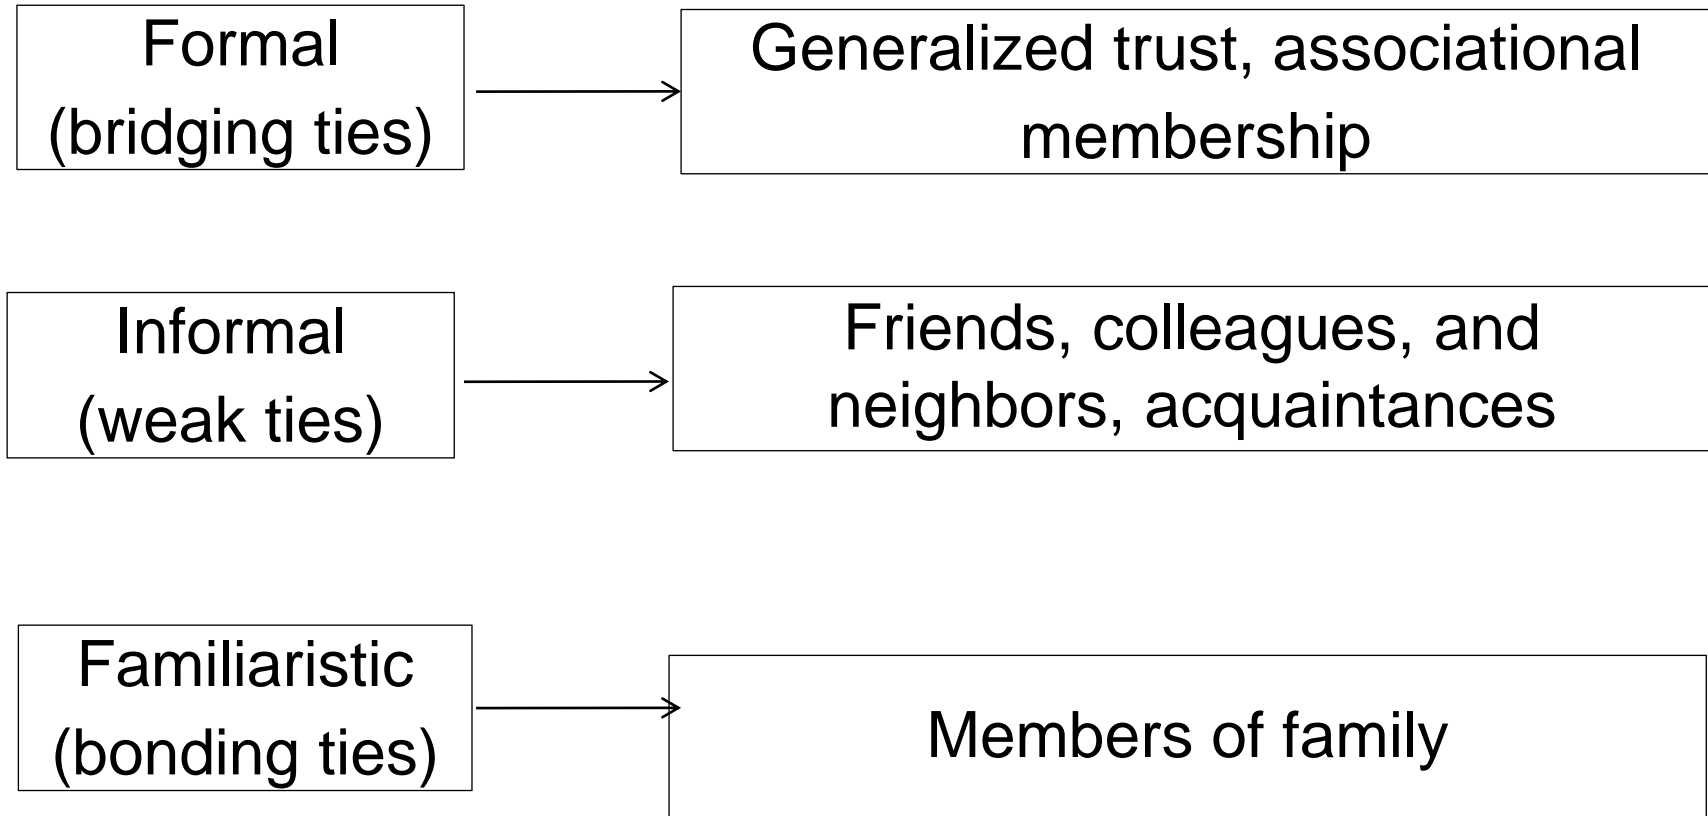 Formal
(bridging ties)
Generalized trust, associational
membership
Informal
(weak ties)
Friends, colleagues, and
neighbors, acquaintances
Familiaristic
(bonding ties)
Members of family